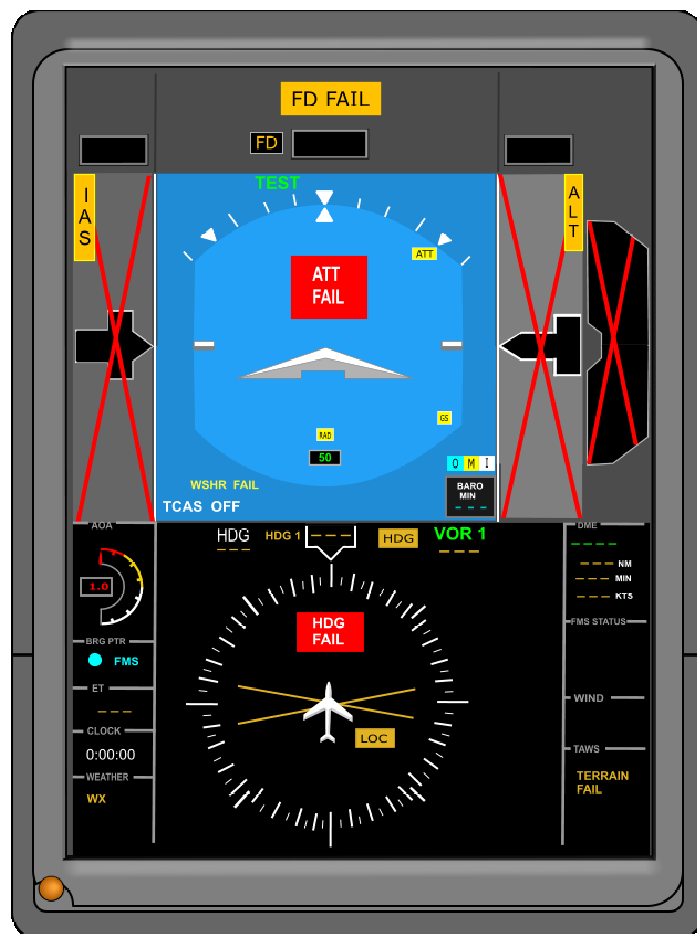 FD FAIL
FD
TEST
IAS
ALT
ATT
FAIL
ATT
GS
RAD
50
WSHR FAIL
TCAS OFF
O M I
BARO
MIN
- - -
AOA
1.0
BRG PTR
FMS
ET
- - -
CLOCK
0:00:00
WEATHER
WX
HDG
- - -
HDG 1
- - -
HDG
VOR 1
- - -
HDG
FAIL
LOC
DME
- - - -
- - - NM
- - - MIN
- - - KTS
FMS STATUS
WIND
TAWS
TERRAIN
FAIL